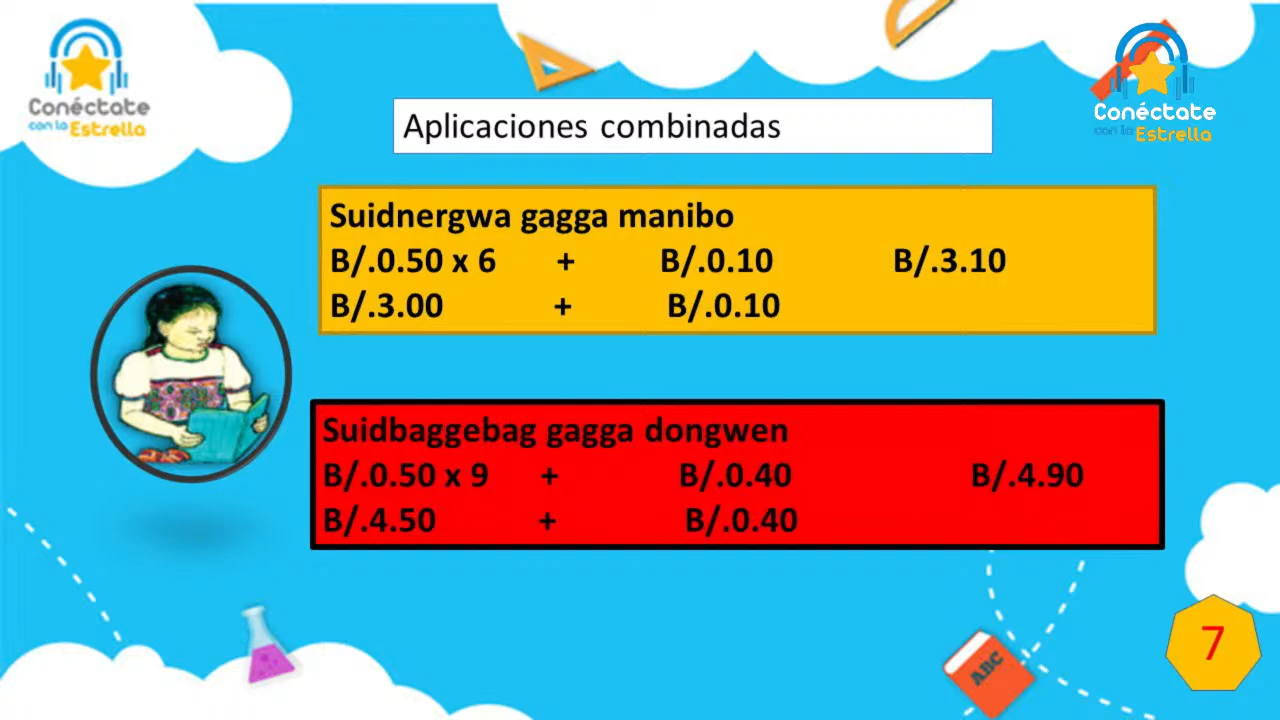 Conéctate
con la Estrella
Conéctate
con la Estrella
Aplicaciones combinadas
Suidnergwa gagga manibo
B/.0.50 x 6 + B/.0.10 B/.3.10
B/.3.00 + B/.0.10
Suidbaggebag gagga dongwen
B/.0.50 x 9 + B/.0.40 B/.4.90
B/.4.50 + B/.0.40
ABC
7